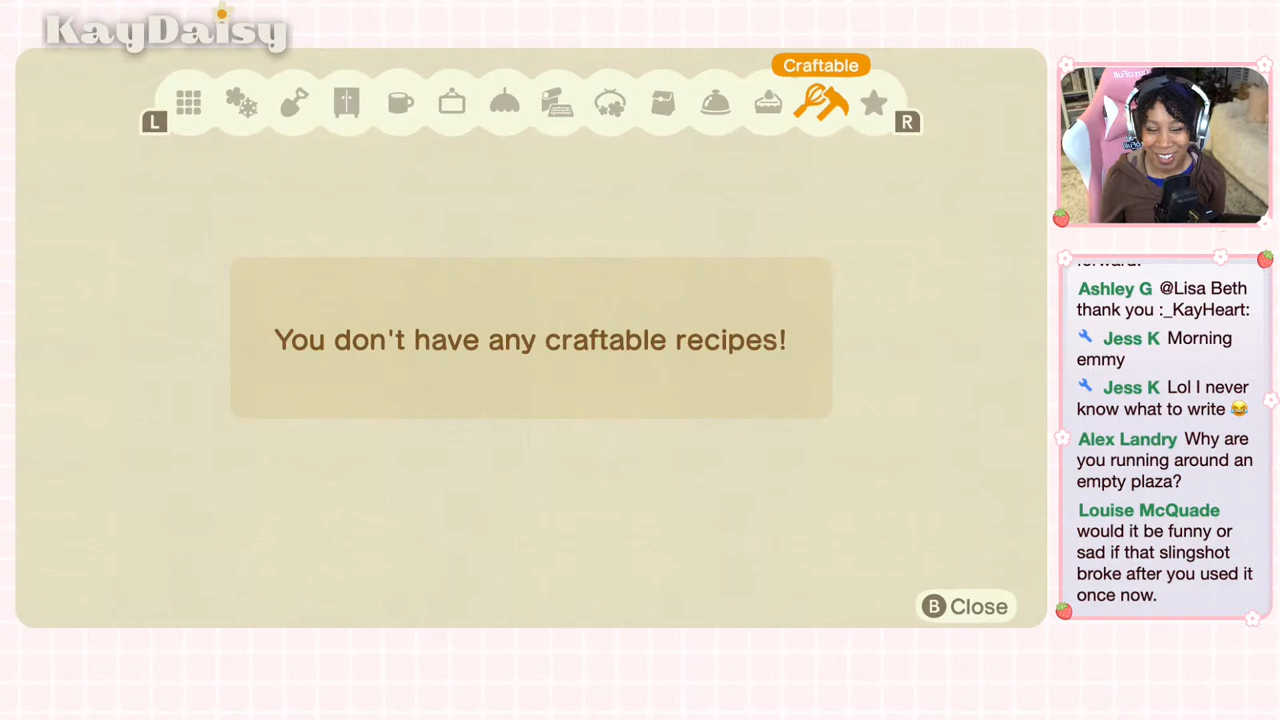 KayDaisy
Craftable
L
R
You don't have any craftable recipes!
B Close
forward!
Ashley G @Lisa Beth
thank you :_KayHeart:
Jess K Morning
emmy
Jess K Lol I never
know what to write 😂
Alex Landry Why are
you running around an
empty plaza?
Louise McQuade
would it be funny or
sad if that slingshot
broke after you used it
once now.